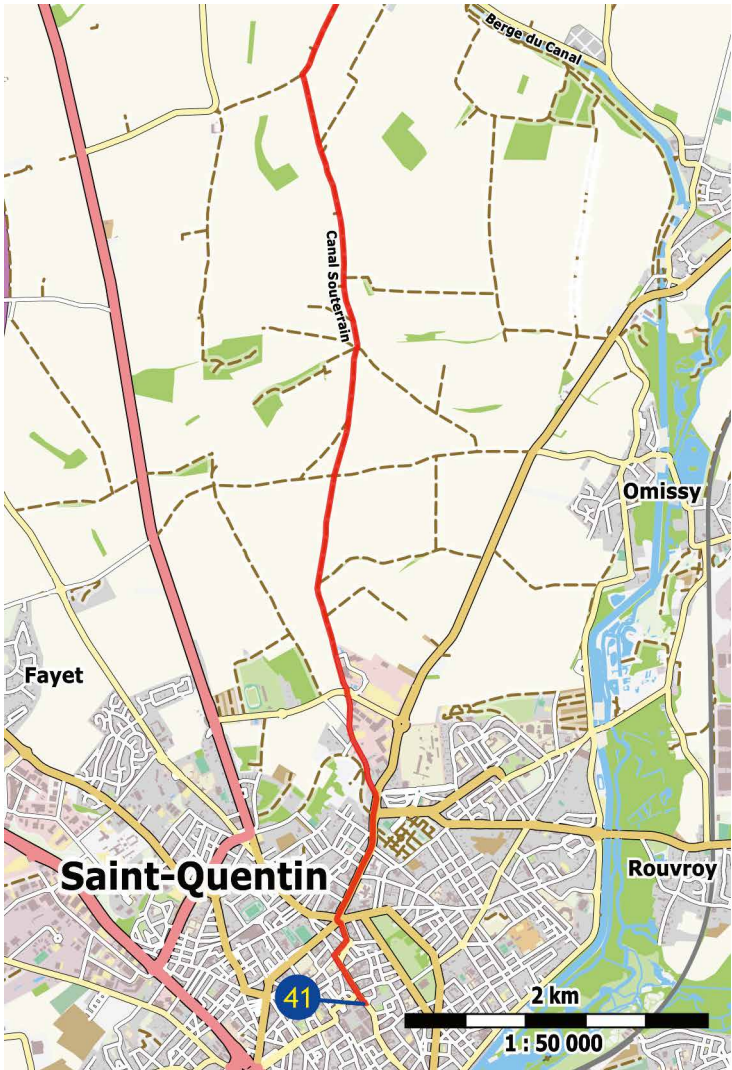 Berge du Canal
Canal Souterrain
Omissy
Fayet
Saint-Quentin
Rouvroy
41
2 km
1 : 50 000